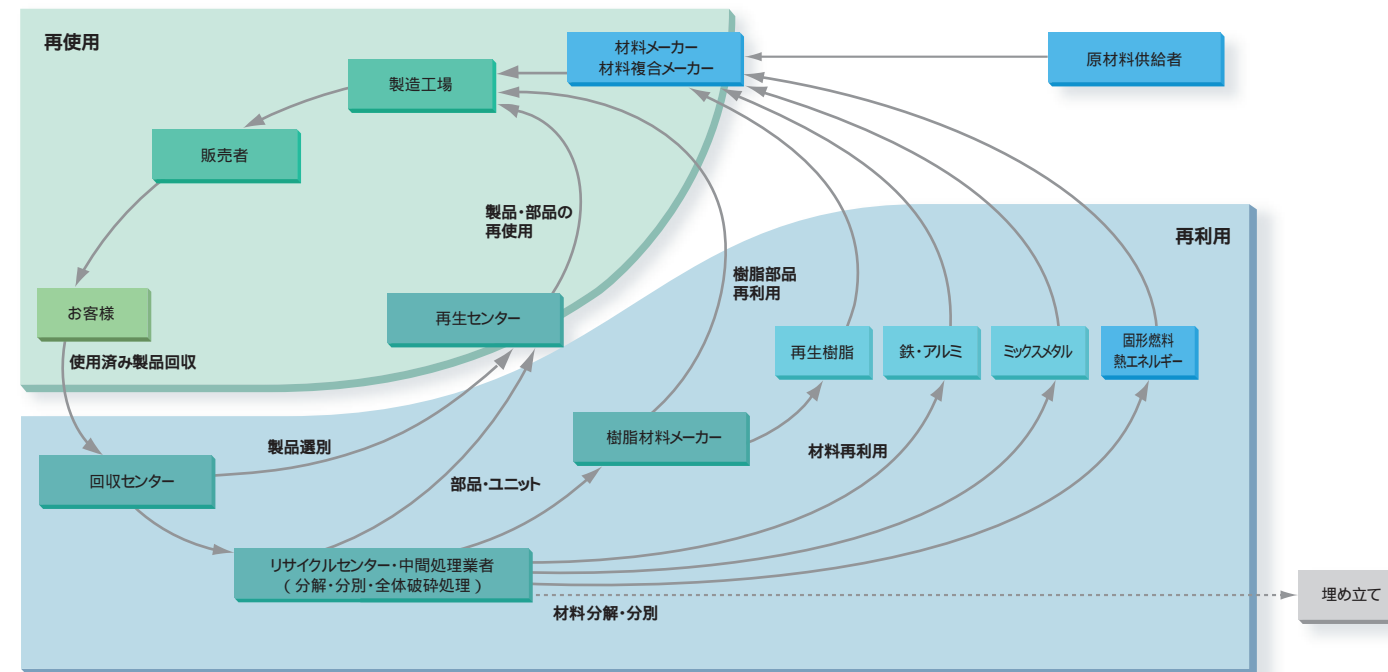 再使用
材料メーカー
材料複合メーカー
原材料供給者
製造工場
販売者
製品・部品の
再使用
再利用
樹脂部品
再利用
お客様
再生センター
使用済み製品回収
再生樹脂
鉄・アルミ
ミックスメタル
固形燃料
熱エネルギー
樹脂材料メーカー
製品選別
材料再利用
回収センター
部品・ユニット
リサイクルセンター・中間処理業者
(分解・分別・全体破砕処理)
埋め立て
材料分解・分別